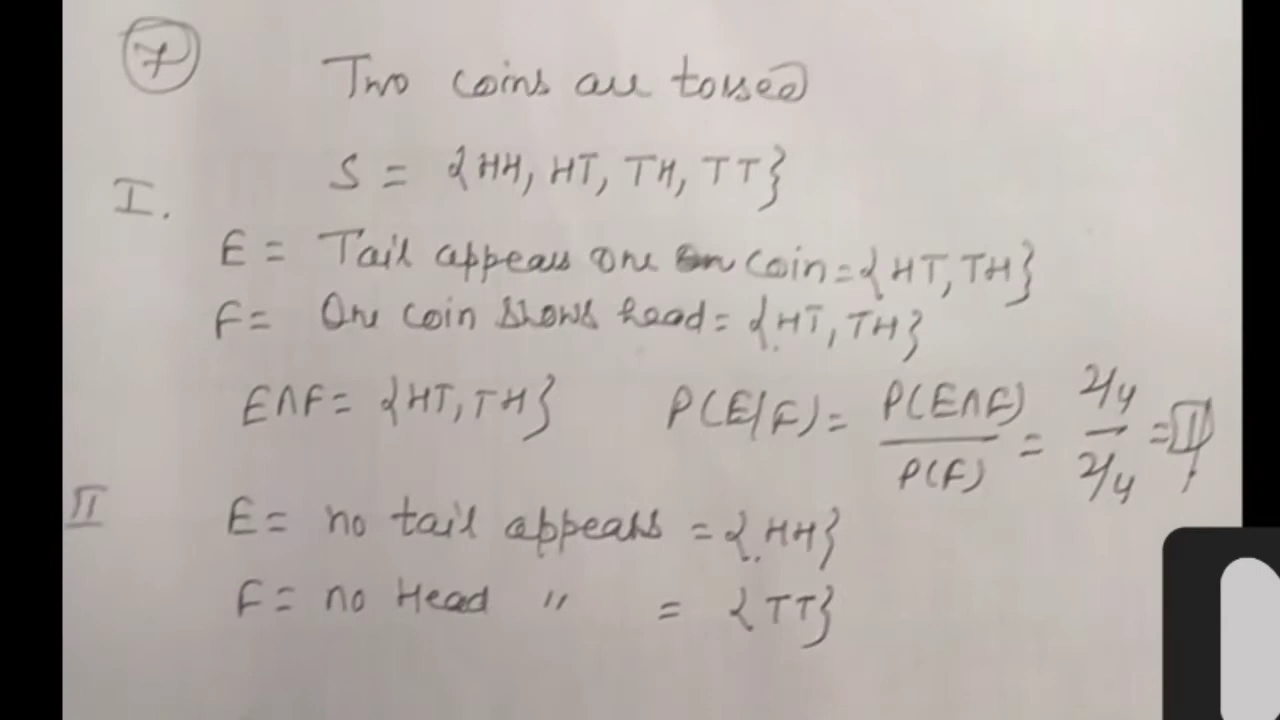 7
Two coins are tossed
S = {HH, HT, TH, TT}
I.
E = Tail appears one coin = {HT, TH}
F = One coin shows head = {HT, TH}
E∩F = {HT, TH} P(E/F) = P(E∩F)/P(F) = 2/4 / 2/4 = 1
II
E = no tail appears = {HH}
F = no Head " = {TT}